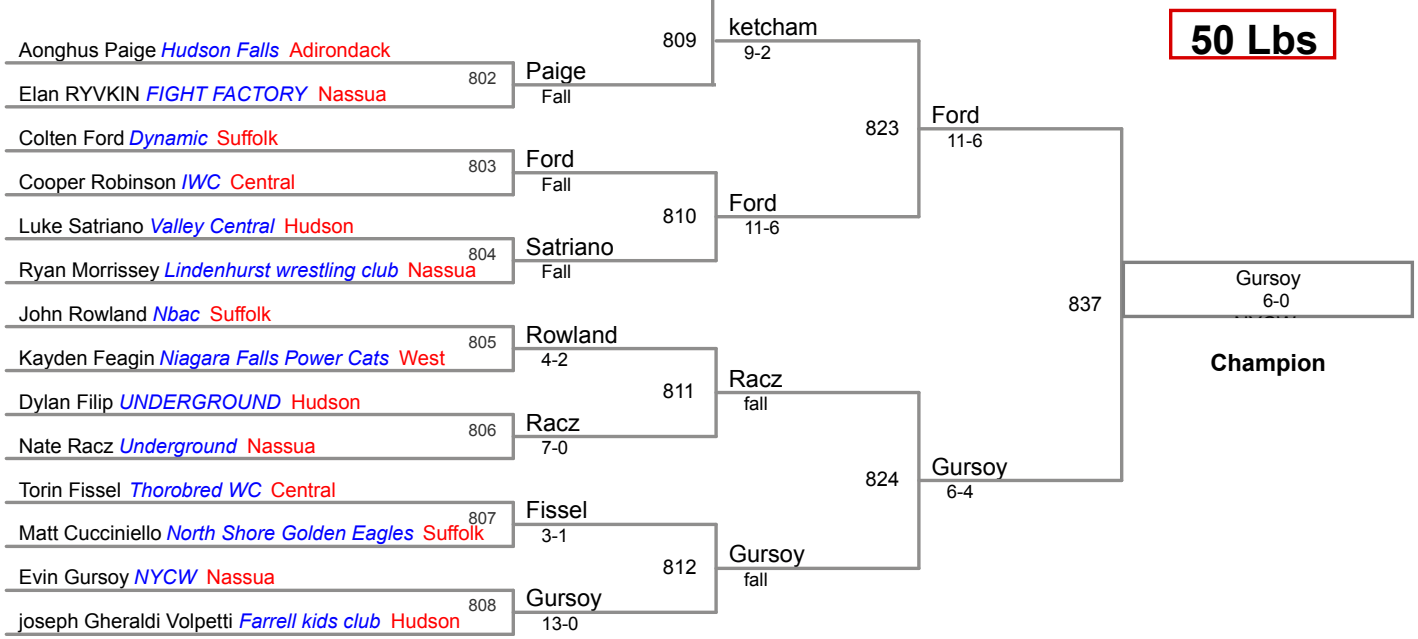 50 Lbs
809
ketcham
9-2
Aonghus Paige Hudson Falls Adirondack
802
Paige
Fall
Elan RYVKIN FIGHT FACTORY Nassua
823
Ford
11-6
Colten Ford Dynamic Suffolk
803
Ford
Fall
Cooper Robinson IWC Central
810
Ford
11-6
Luke Satriano Valley Central Hudson
804
Satriano
Fall
Ryan Morrissey Lindenhurst wrestling club Nassua
837
Gursoy
6-0
Champion
John Rowland Nbac Suffolk
805
Rowland
4-2
Kayden Feagin Niagara Falls Power Cats West
811
Racz
fall
Dylan Filip UNDERGROUND Hudson
806
Racz
7-0
Nate Racz Underground Nassua
824
Gursoy
6-4
Torin Fissel Thorobred WC Central
807
Fissel
3-1
Matt Cucciniello North Shore Golden Eagles Suffolk
812
Gursoy
fall
Evin Gursoy NYCW Nassua
808
Gursoy
13-0
joseph Gheraldi Volpetti Farrell kids club Hudson